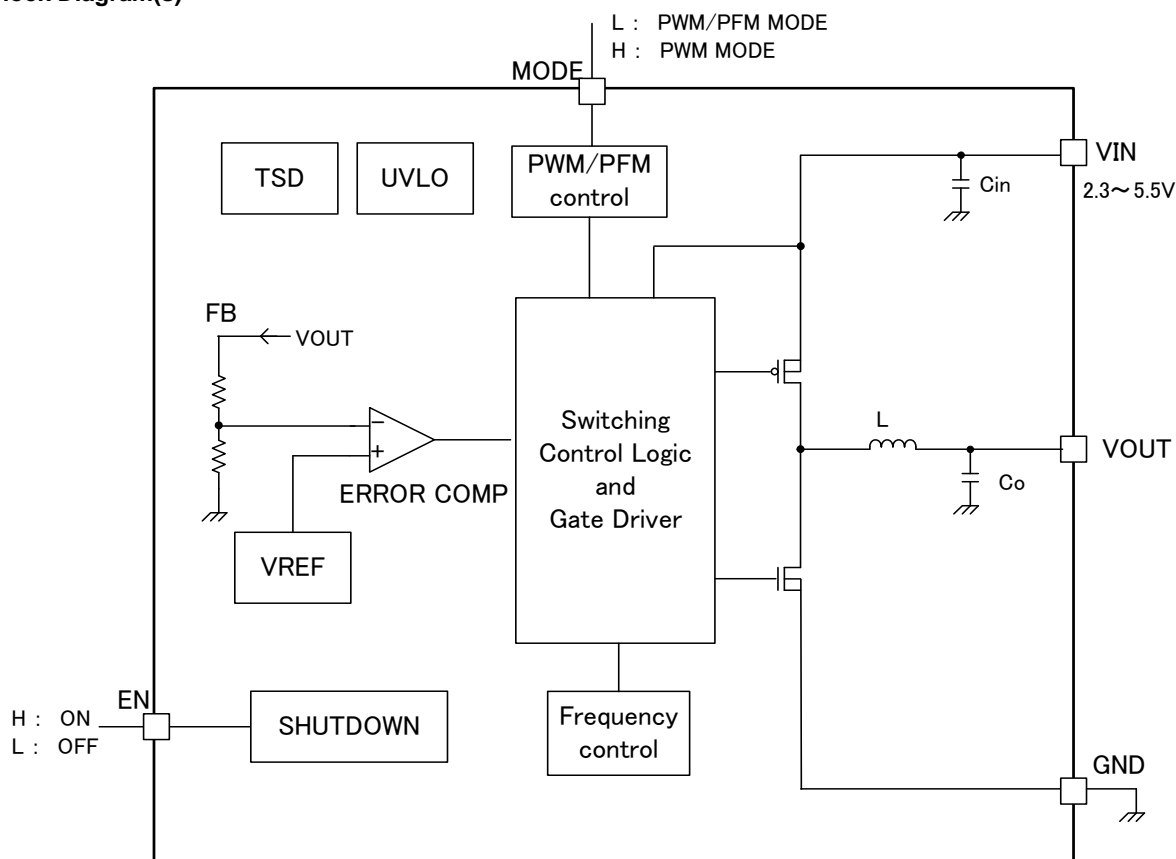 L : PWM/PFM MODE
H : PWM MODE
MODE
TSD
UVLO
PWM/PFM
control
VIN
2.3～5.5V
Cin
FB
VOUT
ERROR COMP
VREF
Switching
Control Logic
and
Gate Driver
L
Co
VOUT
EN
H : ON
L : OFF
SHUTDOWN
Frequency
control
GND